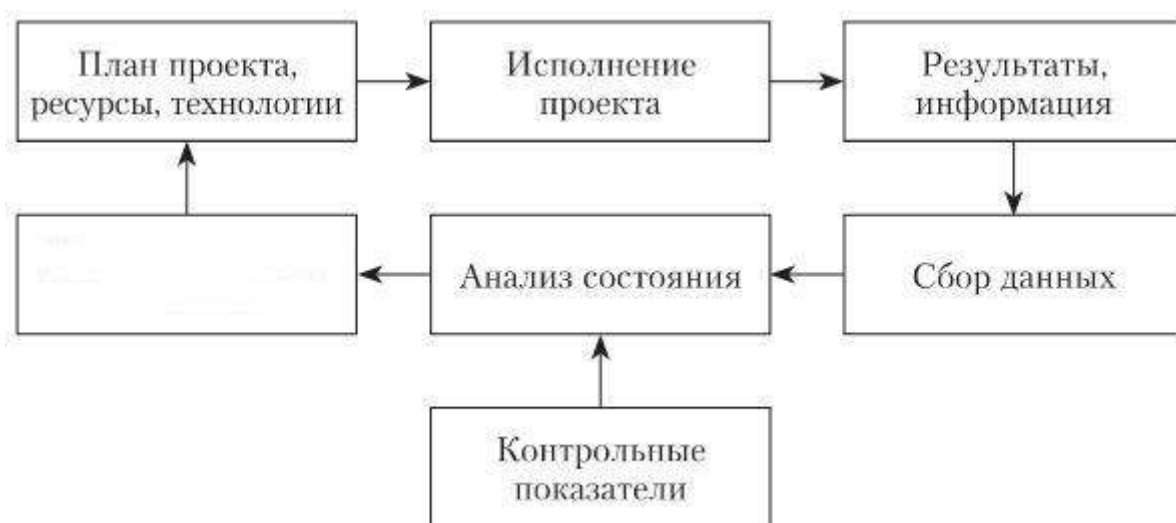 План проекта,
ресурсы, технологии
Исполнение
проекта
Результаты,
информация
Анализ состояния
Сбор данных
Контрольные
показатели